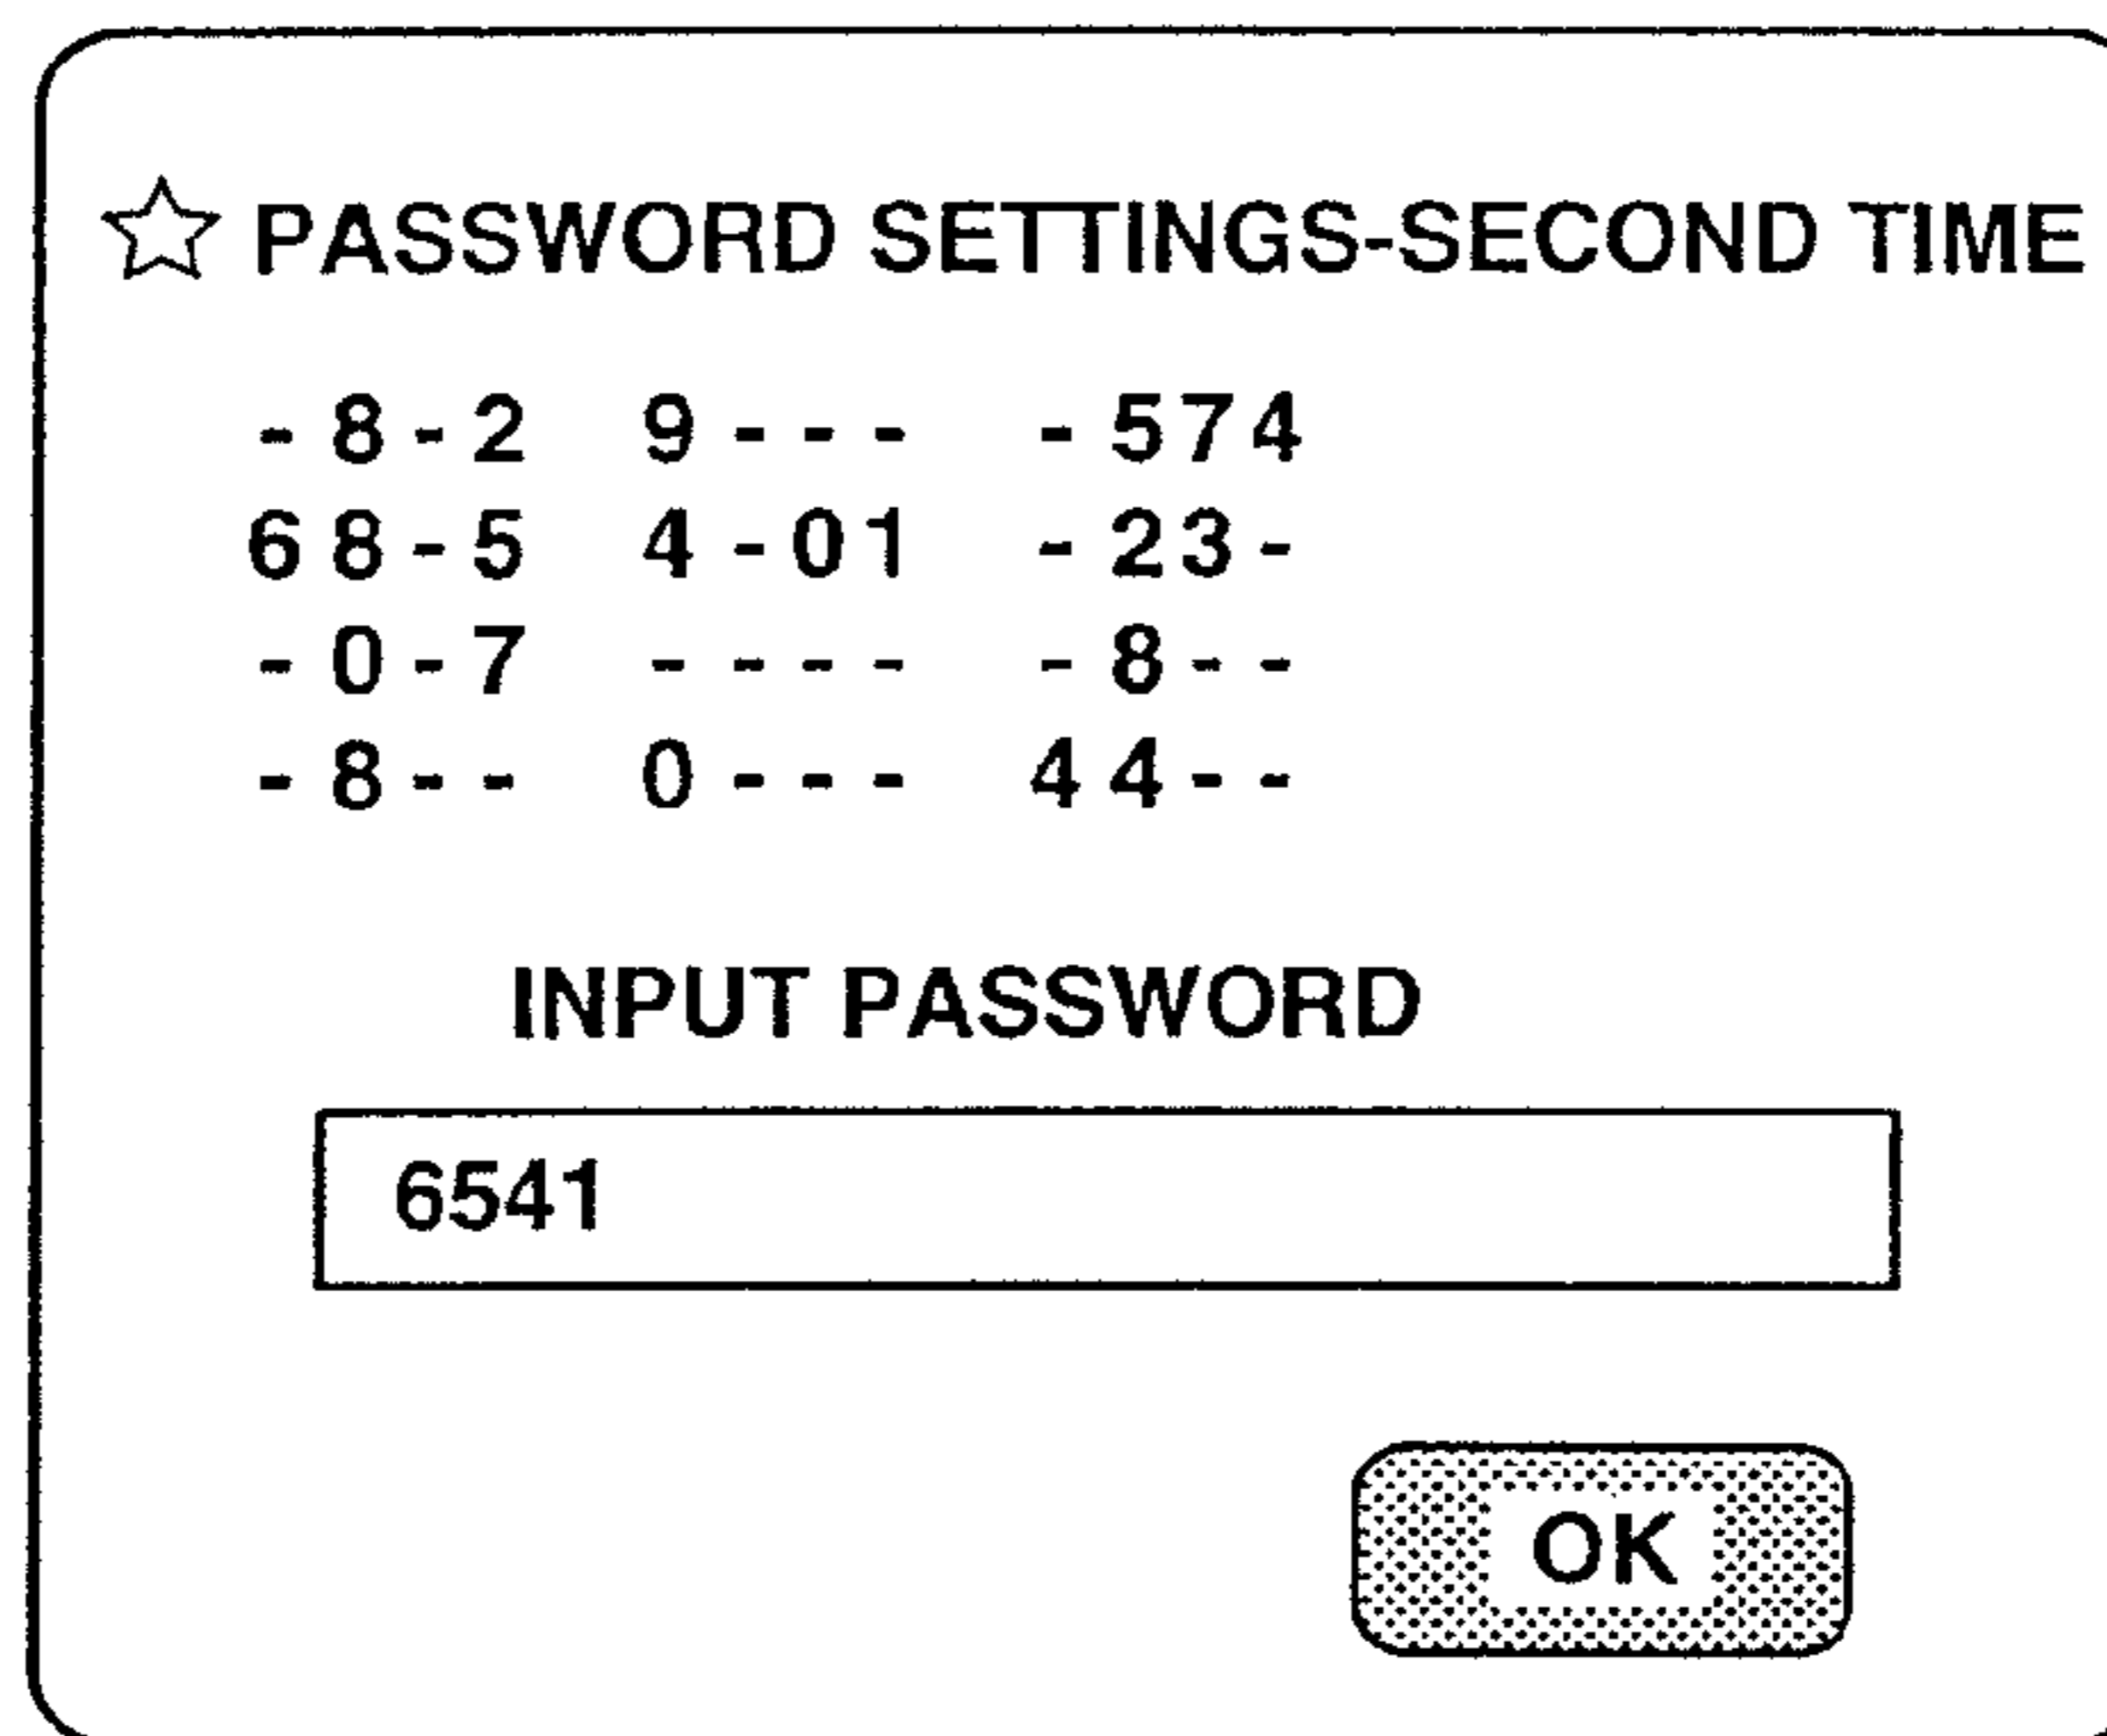 ☆ PASSWORD SETTINGS-SECOND TIME
-8-2 9--- -574
68-5 4-01 -23-
-0-7 ---- -8--
-8-- 0--- 44--
INPUT PASSWORD
6541
OK